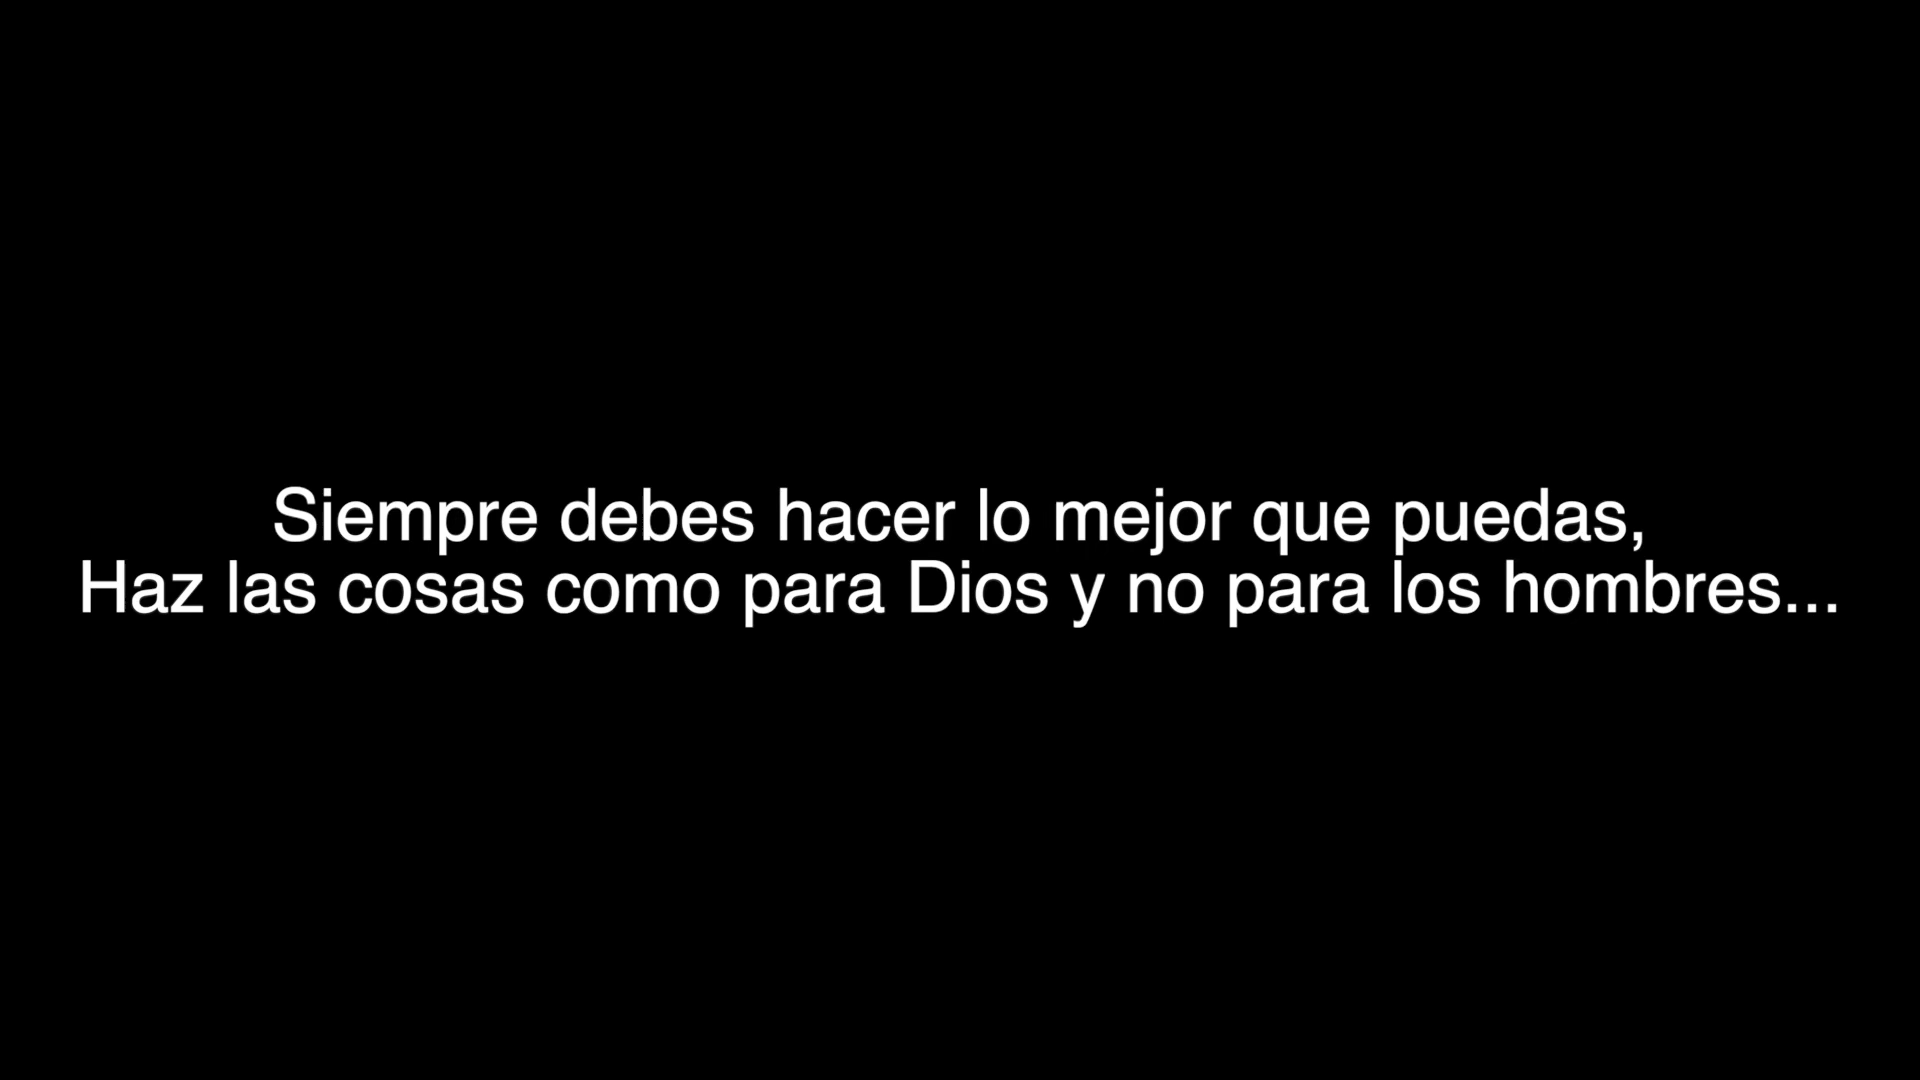 Siempre debes hacer lo mejor que puedas,
Haz las cosas como para Dios y no para los hombres...